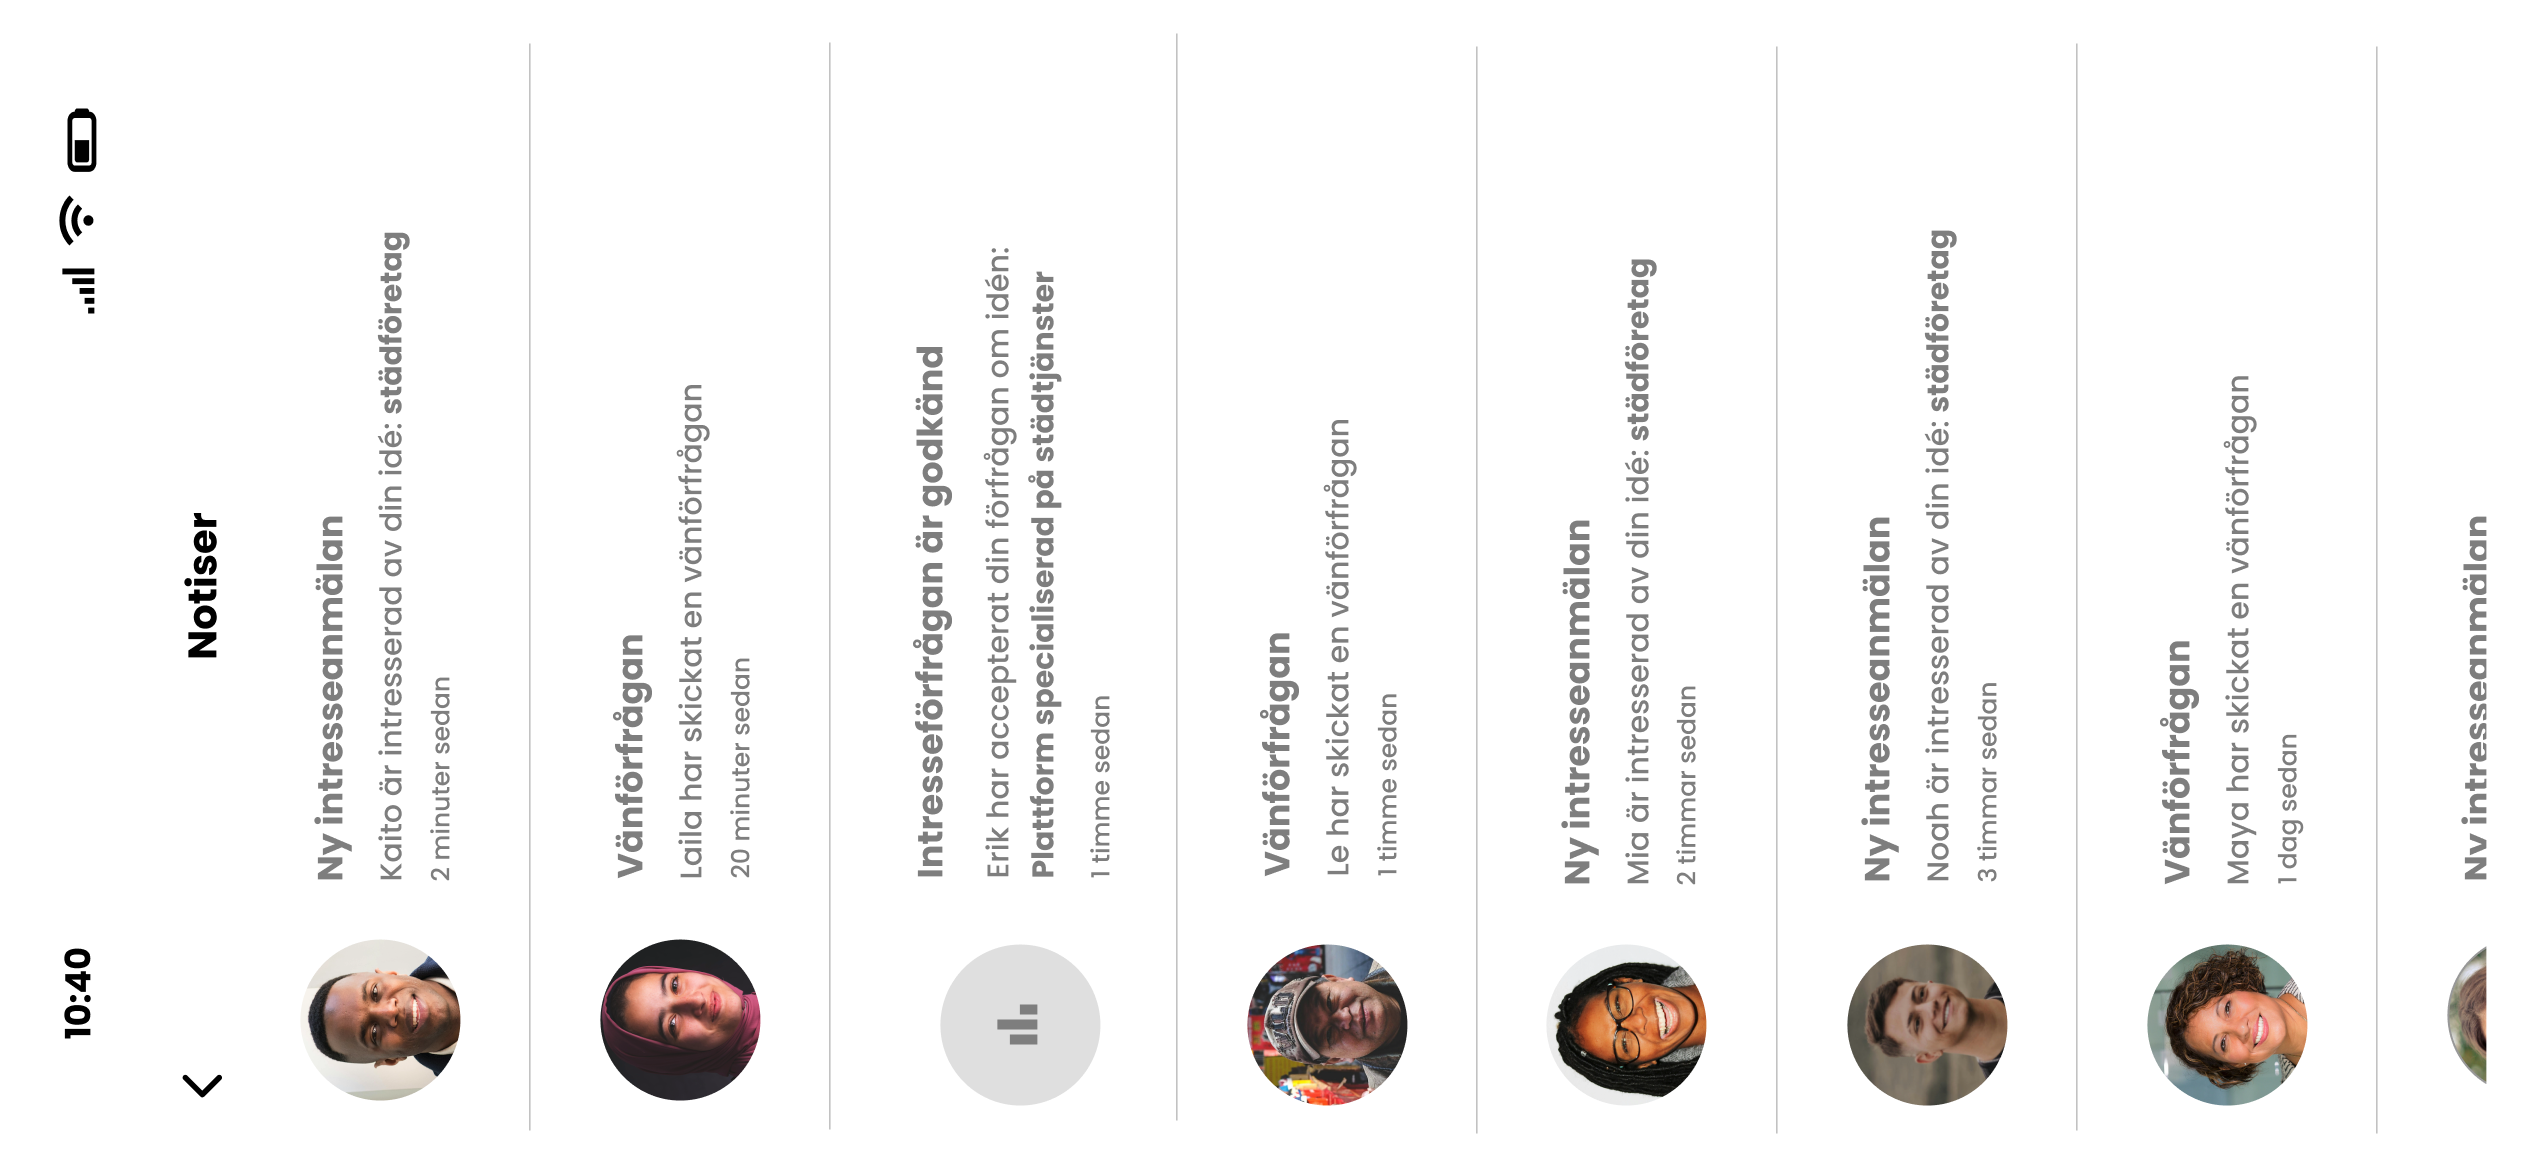 10:40
Notiser
Ny intresseanmälan
Kaito är intresserad av din idé: städföretag
2 minuter sedan
Vänförfrågan
Laila har skickat en vänförfrågan
20 minuter sedan
Intresseförfrågan är godkänd
Erik har accepterat din förfrågan om idén:
Plattform specialiserad på städtjänster
1 timme sedan
Vänförfrågan
Le har skickat en vänförfrågan
1 timme sedan
Ny intresseanmälan
Mia är intresserad av din idé: städföretag
2 timmar sedan
Ny intresseanmälan
Noah är intresserad av din idé: städföretag
3 timmar sedan
Vänförfrågan
Maya har skickat en vänförfrågan
1 dag sedan
Ny intresseanmälan